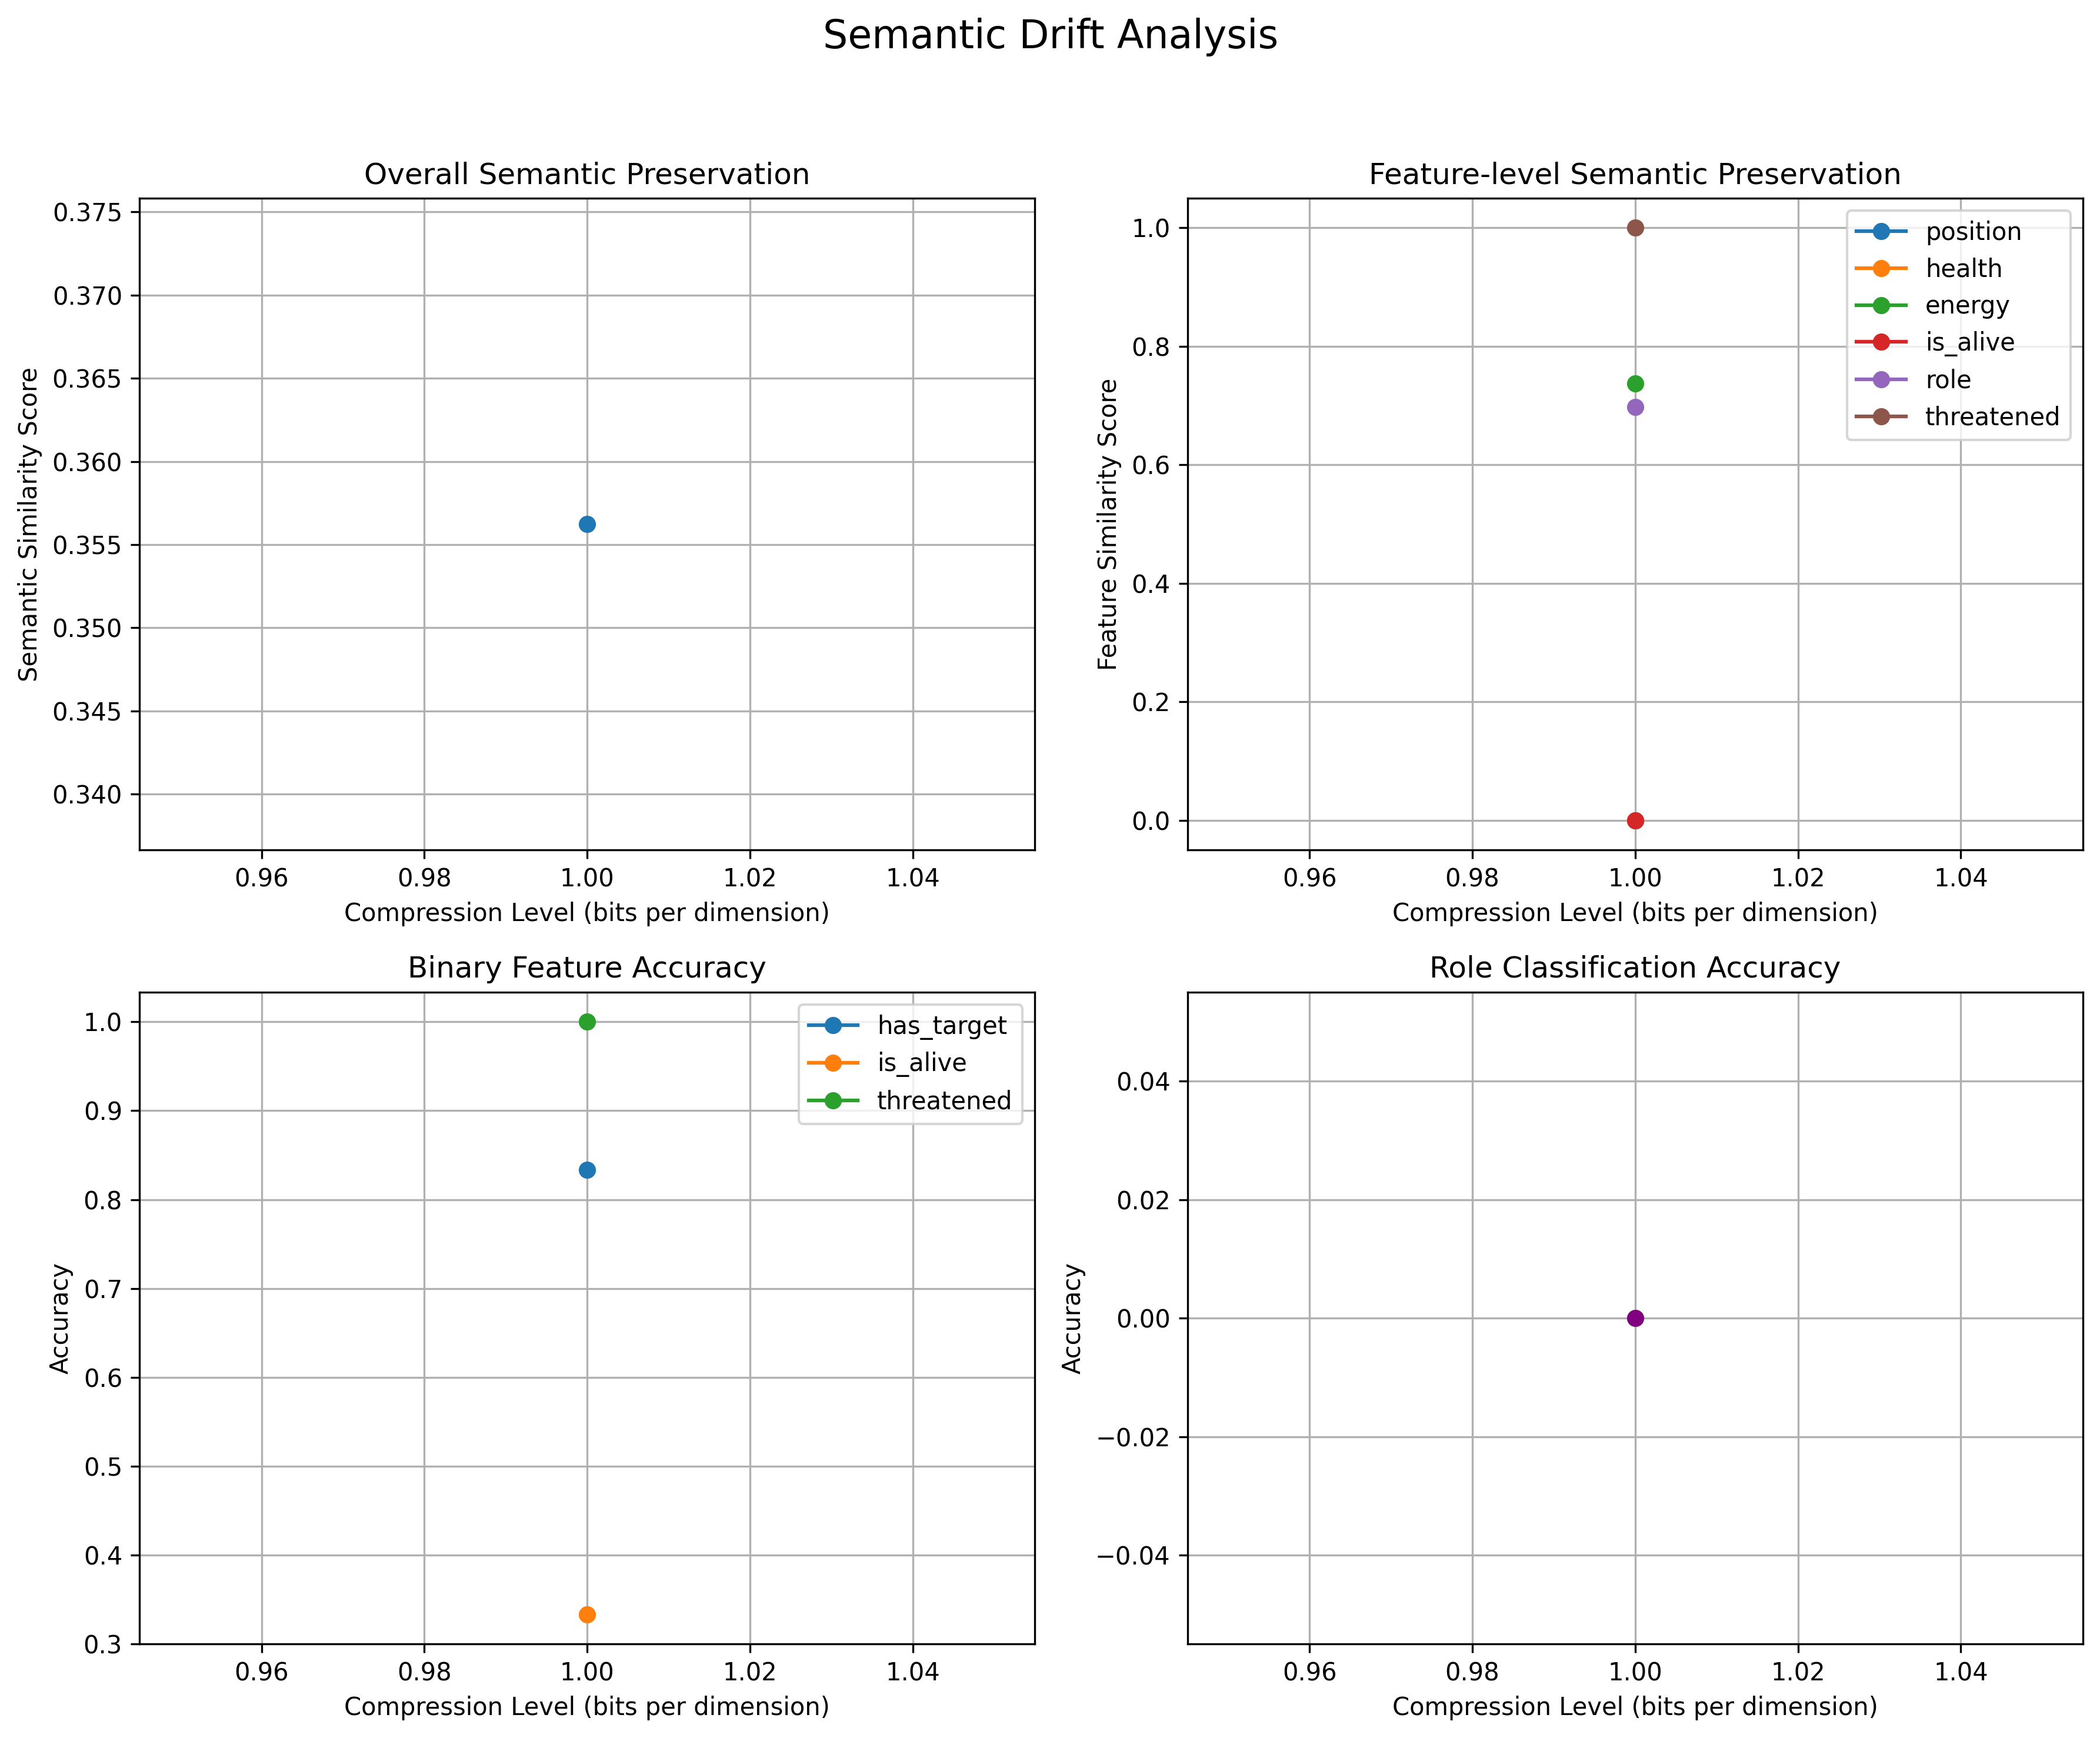 Semantic Drift Analysis
Overall Semantic Preservation
Semantic Similarity Score
0.375
0.370
0.365
0.360
0.355
0.350
0.345
0.340
0.96 0.98 1.00 1.02 1.04
Compression Level (bits per dimension)
Feature-level Semantic Preservation
Feature Similarity Score
1.0
0.8
0.6
0.4
0.2
0.0
position
health
energy
is_alive
role
threatened
0.96 0.98 1.00 1.02 1.04
Compression Level (bits per dimension)
Binary Feature Accuracy
Accuracy
1.0
0.9
0.8
0.7
0.6
0.5
0.4
0.3
has_target
is_alive
threatened
0.96 0.98 1.00 1.02 1.04
Compression Level (bits per dimension)
Role Classification Accuracy
Accuracy
0.04
0.02
0.00
−0.02
−0.04
0.96 0.98 1.00 1.02 1.04
Compression Level (bits per dimension)